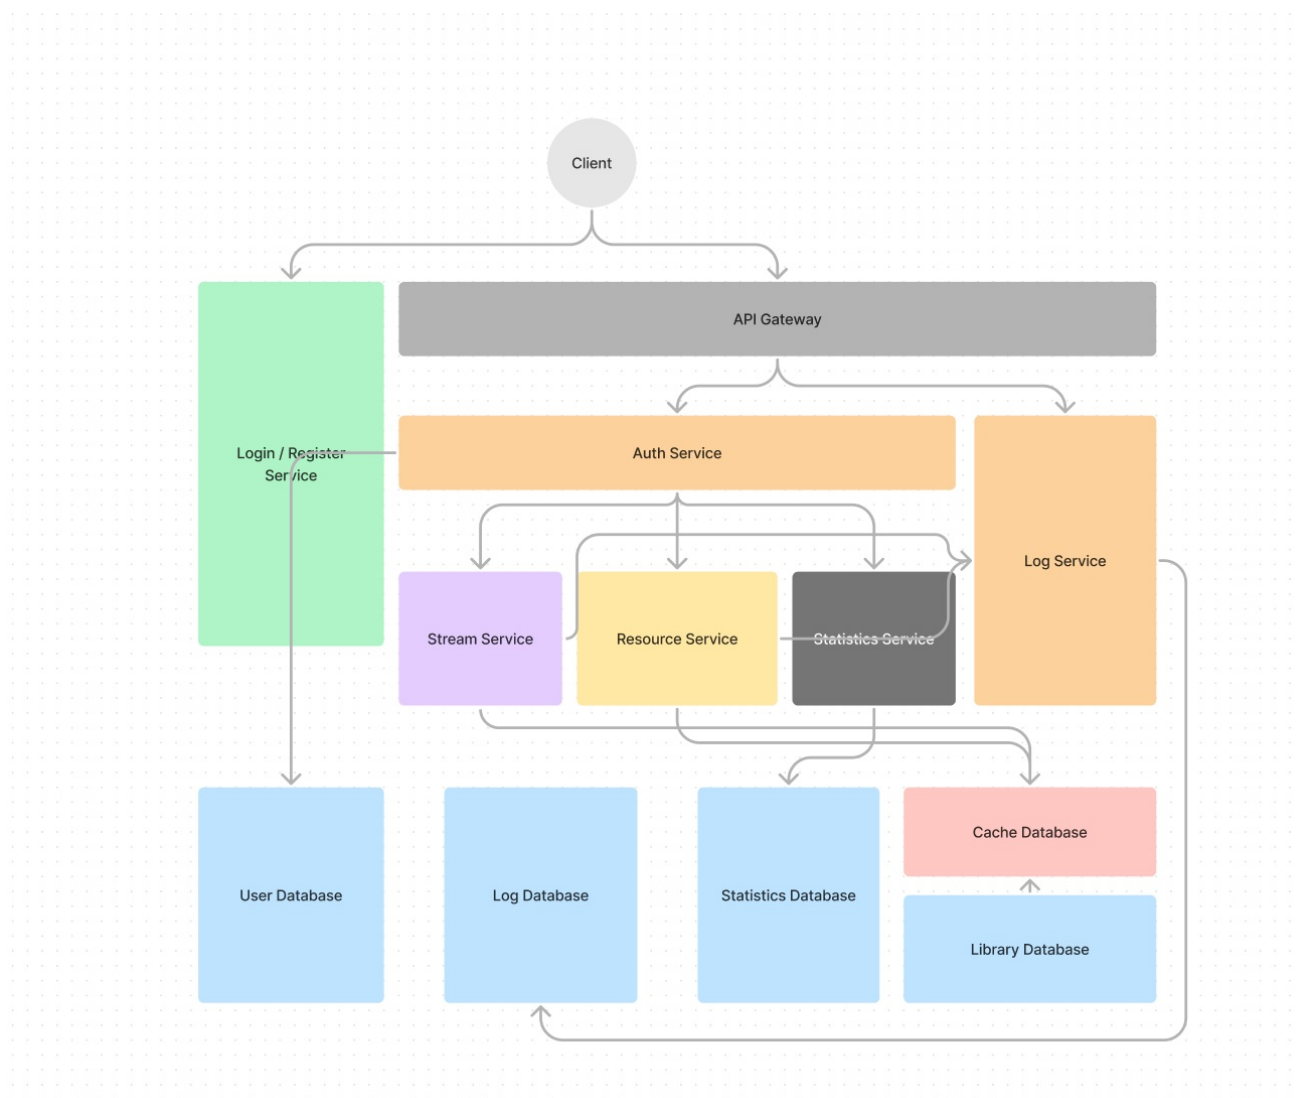 Client
API Gateway
Login / Register
Service
Auth Service
Log Service
Stream Service
Resource Service
Statistics Service
Cache Database
User Database
Log Database
Statistics Database
Library Database